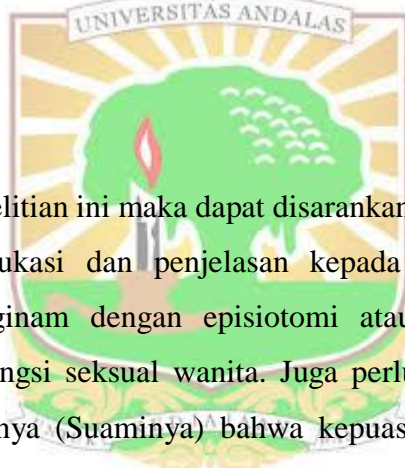 UNIVERSITAS ANDALAS
elitian ini maka dapat disarankan
ukasi dan penjelasan kepada
ginam dengan episiotomi atau
ngsi seksual wanita. Juga perlu
nya (Suaminya) bahwa kepuas